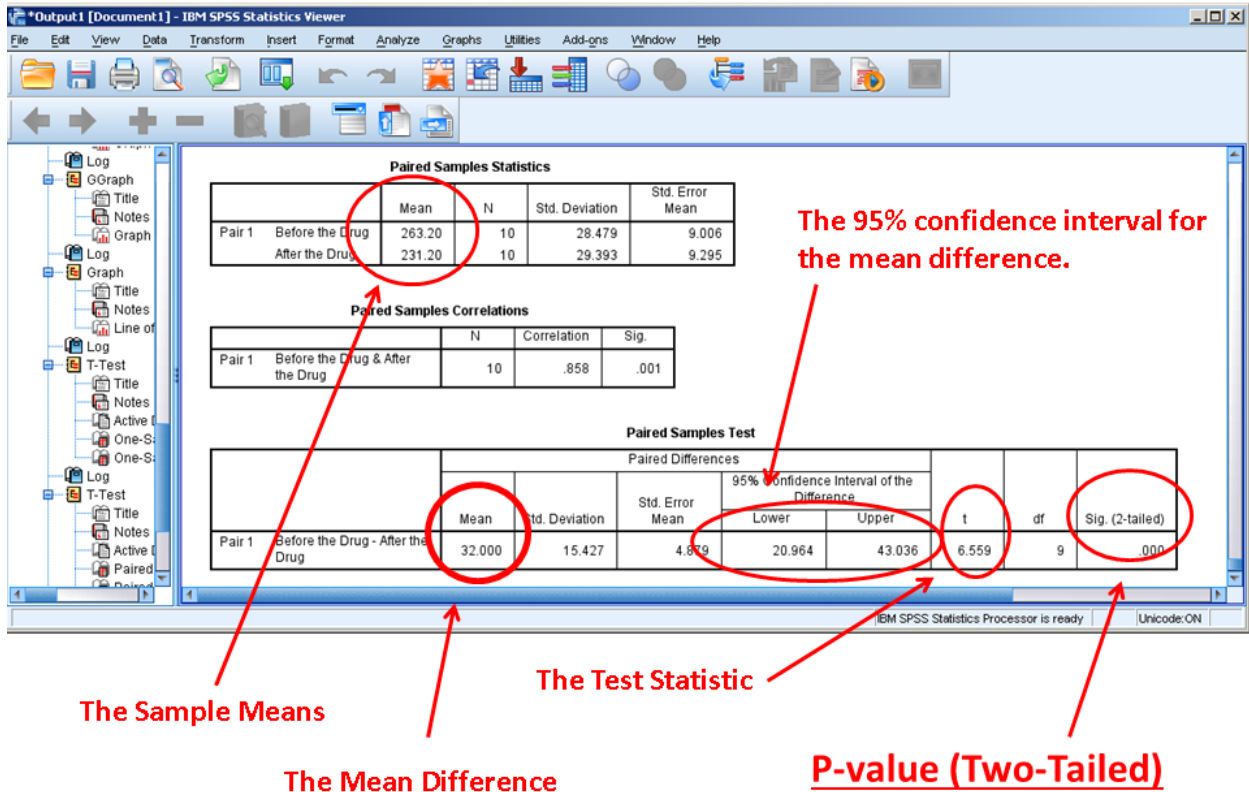 *Output1 [Document1] - IBM SPSS Statistics Viewer
File Edit View Data Transform Insert Format Analyze Graphs Utilities Add-ons Window Help
Log
GGraph
Title
Notes
Graph
Log
Graph
Title
Notes
Line of
Log
T-Test
Title
Notes
Active
One-S
One-S
Log
T-Test
Title
Notes
Active
Paired
Paired Samples Statistics
Mean N Std. Deviation Std. Error Mean
Pair 1 Before the Drug 263.20 10 28.479 9.006
After the Drug 231.20 10 29.393 9.295
Paired Samples Correlations
N Correlation Sig.
Pair 1 Before the Drug & After the Drug 10 .858 .001
Paired Samples Test
Paired Differences
95% Confidence Interval of the Difference
Mean Std. Deviation Std. Error Mean Lower Upper t df Sig. (2-tailed)
Pair 1 Before the Drug - After the Drug 32.000 15.427 4.879 20.964 43.036 6.559 9 .000
The 95% confidence interval for
the mean difference.
IBM SPSS Statistics Processor is ready Unicode:ON
The Test Statistic
The Sample Means
The Mean Difference
P-value (Two-Tailed)